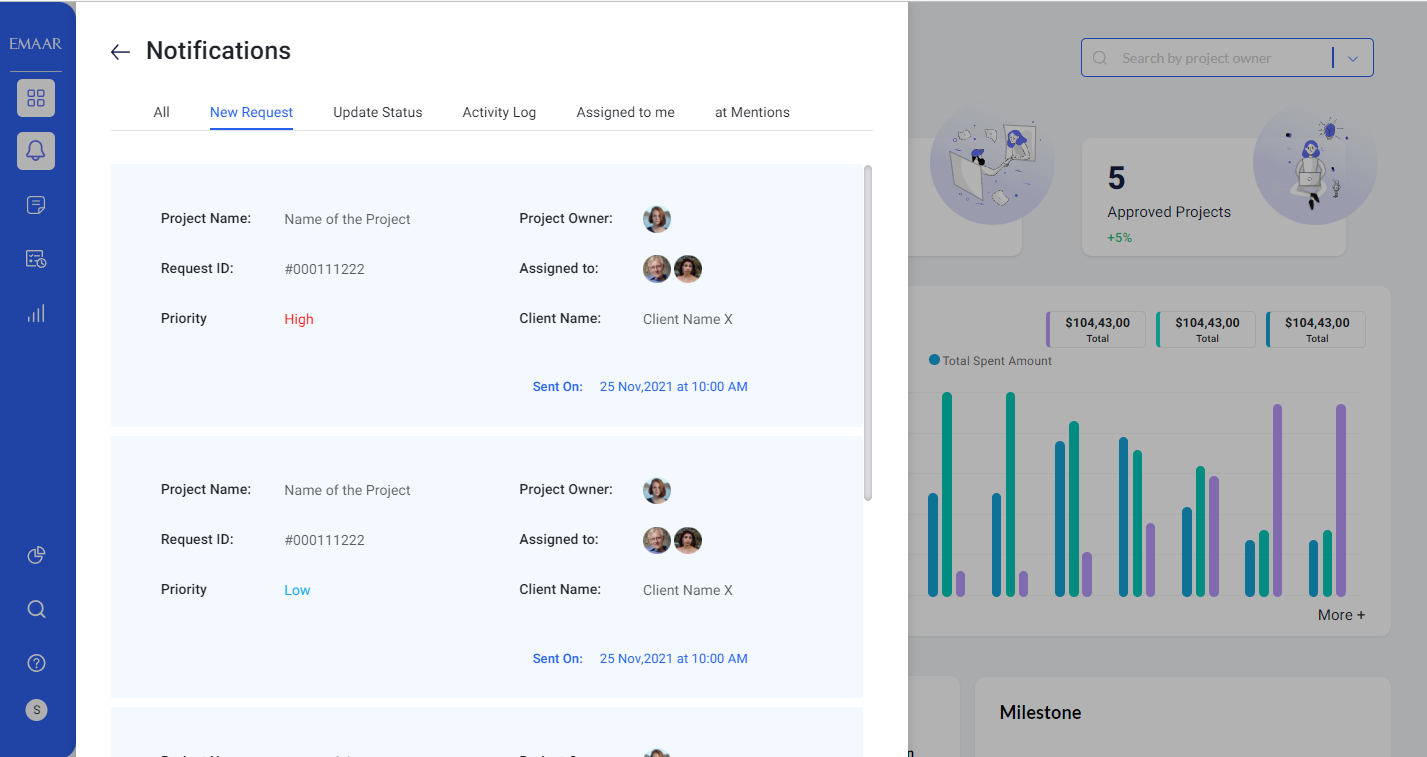 EMAAR
Notifications
All New Request Update Status Activity Log Assigned to me at Mentions
Project Name: Name of the Project Project Owner:
Request ID: #000111222 Assigned to:
Priority High Client Name: Client Name X
Sent On: 25 Nov,2021 at 10:00 AM
Project Name: Name of the Project Project Owner:
Request ID: #000111222 Assigned to:
Priority Low Client Name: Client Name X
Sent On: 25 Nov,2021 at 10:00 AM
S
Search by project owner
5
Approved Projects
+5%
$104,43,00 $104,43,00 $104,43,00
Total Total Total
Total Spent Amount
More +
Milestone